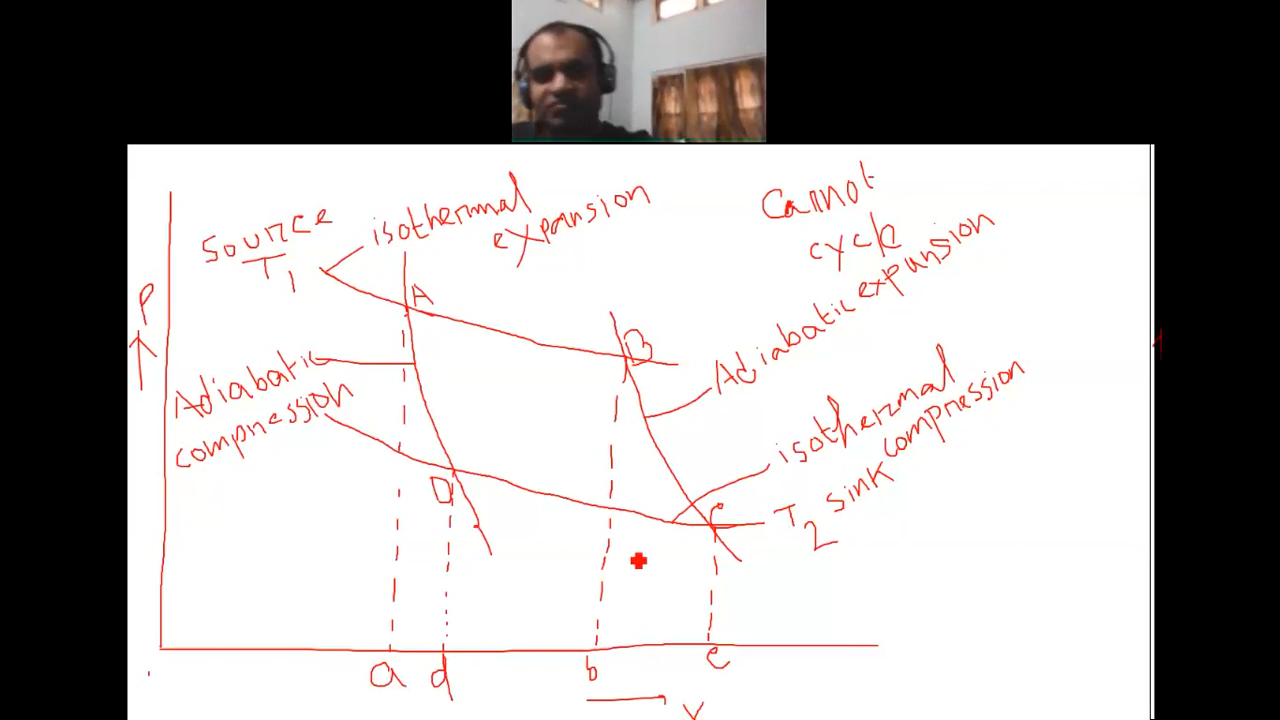 Source
T1
isothermal
expansion
Carnot
cycle
Adiabatic expansion
P
A
B
Adiabatic
compression
isothermal
compression
D
C
T2 sink
a
d
b
c
V